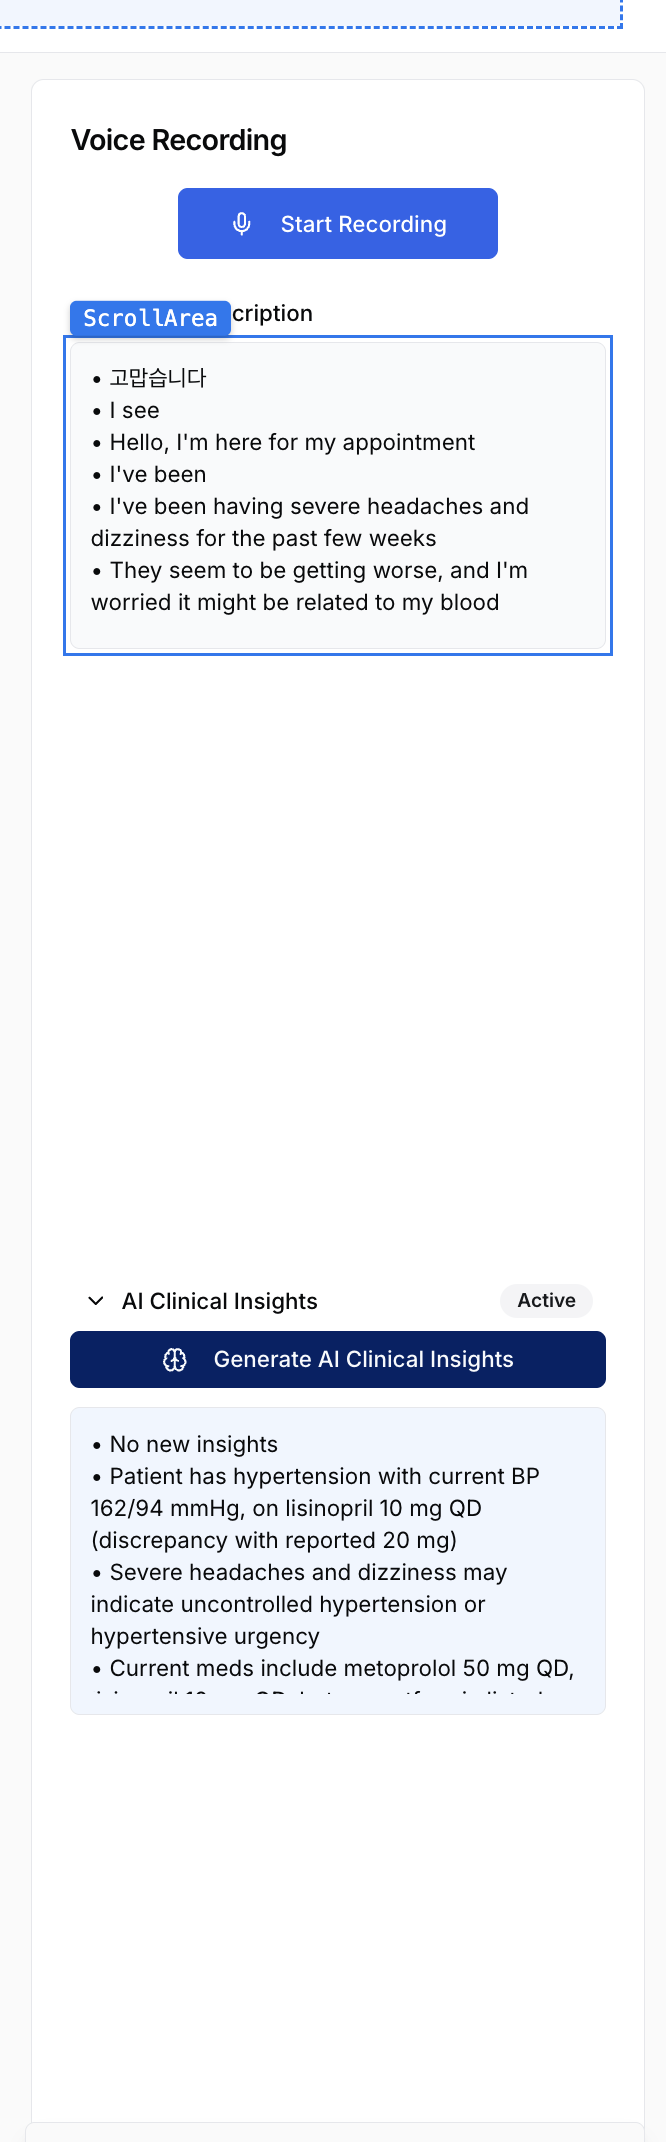 Voice Recording
Start Recording
ScrollArea cription
• 고맙습니다
• I see
• Hello, I'm here for my appointment
• I've been
• I've been having severe headaches and
dizziness for the past few weeks
• They seem to be getting worse, and I'm
worried it might be related to my blood
AI Clinical Insights
Active
Generate AI Clinical Insights
• No new insights
• Patient has hypertension with current BP
162/94 mmHg, on lisinopril 10 mg QD
(discrepancy with reported 20 mg)
• Severe headaches and dizziness may
indicate uncontrolled hypertension or
hypertensive urgency
• Current meds include metoprolol 50 mg QD,